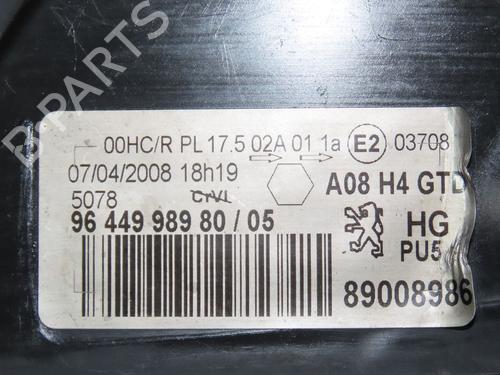 B PARTS
00HC/R PL 17.5 02A 01 1a E2 03708
07/04/2008 18h19
5078 CYVL A08 H4 GTD
96 449 989 80 / 05 HG
PU5
89008986